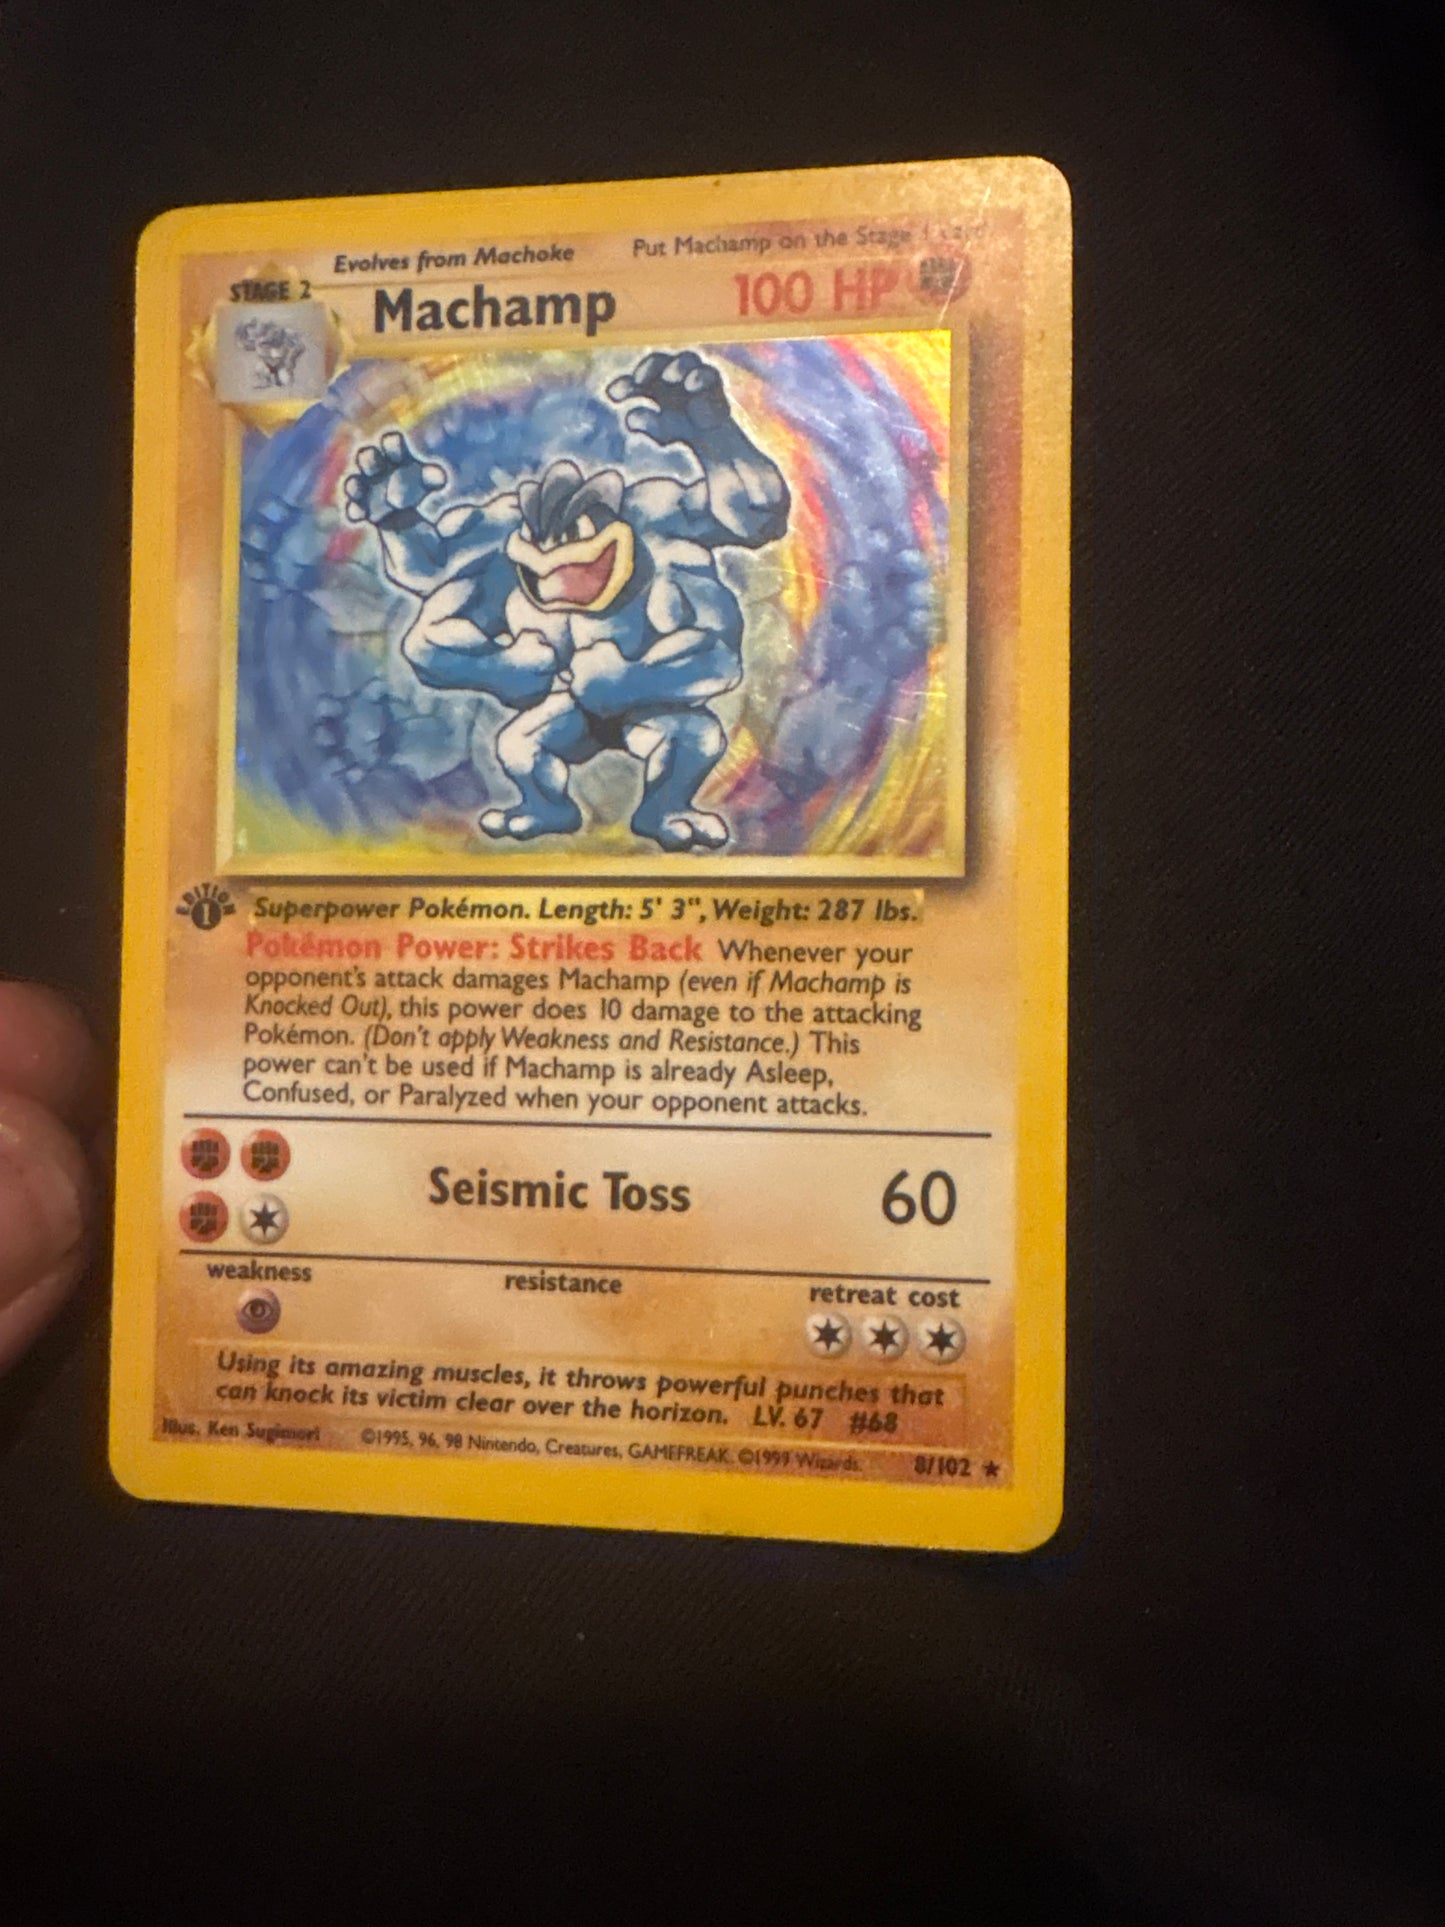 Evolves from Machoke Put Machamp on the Stage 1 card
STAGE 2
Machamp 100 HP
EDITION
1
Superpower Pokémon. Length: 5' 3", Weight: 287 lbs.
Pokémon Power: Strikes Back Whenever your
opponent's attack damages Machamp (even if Machamp is
Knocked Out), this power does 10 damage to the attacking
Pokémon. (Don't apply Weakness and Resistance.) This
power can't be used if Machamp is already Asleep,
Confused, or Paralyzed when your opponent attacks.
Seismic Toss 60
weakness resistance retreat cost
Using its amazing muscles, it throws powerful punches that
can knock its victim clear over the horizon. LV. 67 #68
Illus. Ken Sugimori ©1995, 96, 98 Nintendo, Creatures, GAMEFREAK. ©1999 Wizards. 8/102 ★